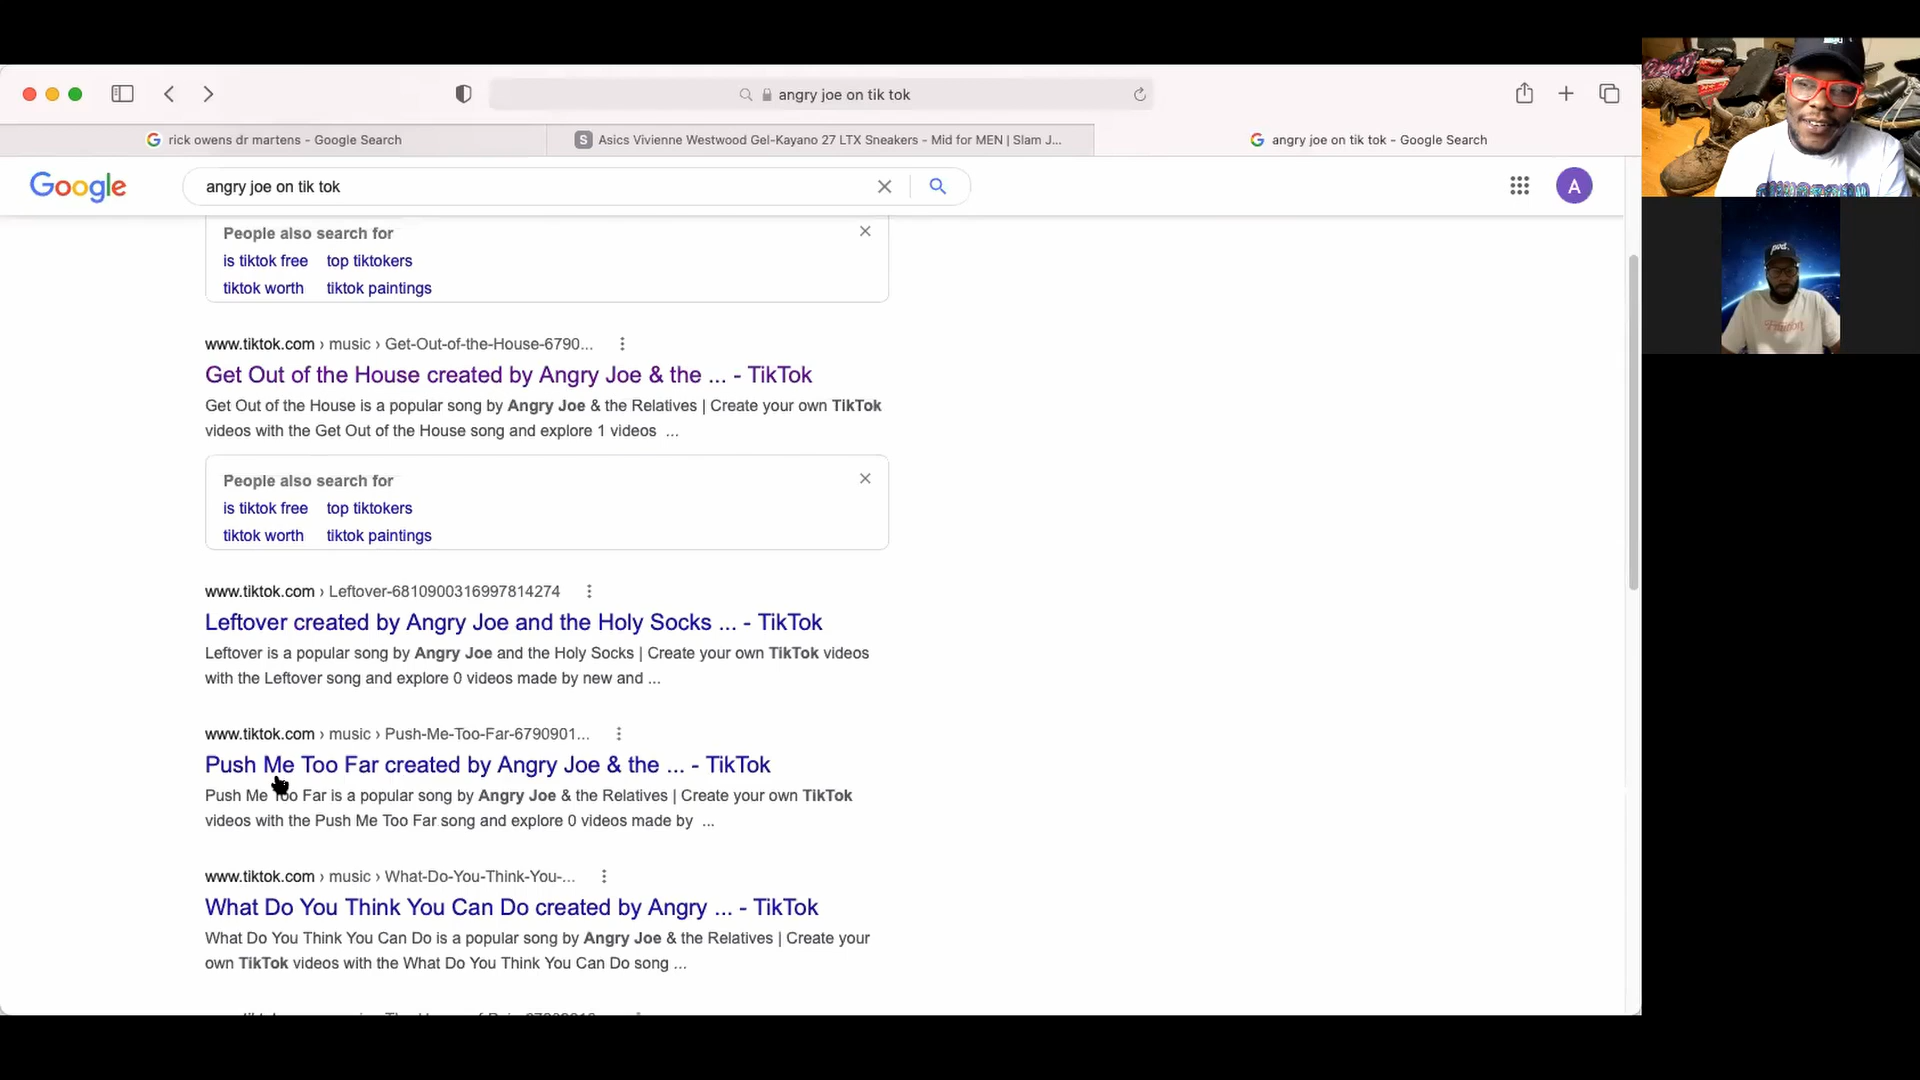 angry joe on tik tok
rick owens dr martens - Google Search
S
Asics Vivienne Westwood Gel-Kayano 27 LTX Sneakers - Mid for MEN | Slam J...
angry joe on tik tok - Google Search
Google
angry joe on tik tok
A
People also search for
is tiktok free top tiktokers
tiktok worth tiktok paintings
www.tiktok.com › music › Get-Out-of-the-House-6790...
Get Out of the House created by Angry Joe & the ... - TikTok
Get Out of the House is a popular song by Angry Joe & the Relatives | Create your own TikTok
videos with the Get Out of the House song and explore 1 videos ...
People also search for
is tiktok free top tiktokers
tiktok worth tiktok paintings
www.tiktok.com › Leftover-6810900316997814274
Leftover created by Angry Joe and the Holy Socks ... - TikTok
Leftover is a popular song by Angry Joe and the Holy Socks | Create your own TikTok videos
with the Leftover song and explore 0 videos made by new and ...
www.tiktok.com › music › Push-Me-Too-Far-6790901...
Push Me Too Far created by Angry Joe & the ... - TikTok
Push Me Too Far is a popular song by Angry Joe & the Relatives | Create your own TikTok
videos with the Push Me Too Far song and explore 0 videos made by ...
www.tiktok.com › music › What-Do-You-Think-You-...
What Do You Think You Can Do created by Angry ... - TikTok
What Do You Think You Can Do is a popular song by Angry Joe & the Relatives | Create your
own TikTok videos with the What Do You Think You Can Do song ...